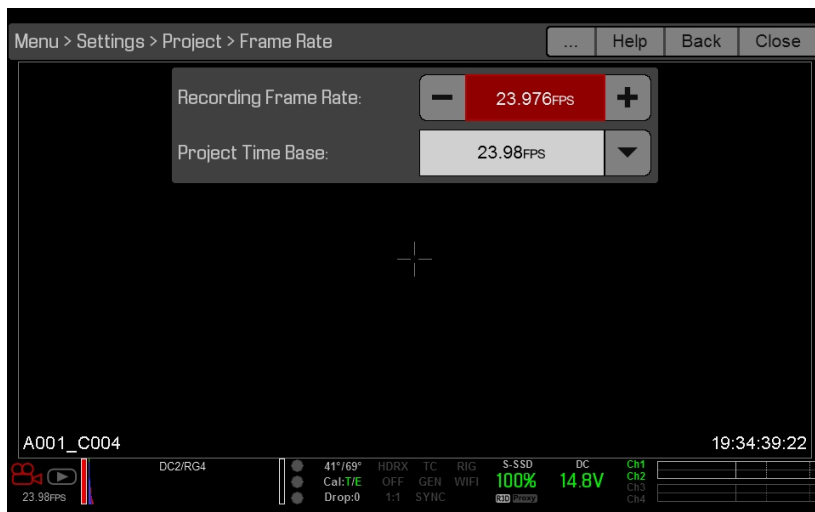 Menu > Settings > Project > Frame Rate ... Help Back Close
Recording Frame Rate: − 23.976FPS +
Project Time Base: 23.98FPS
A001_C004 19:34:39:22
DC2/RG4 41°/69° HDRX TC RIG S-SSD DC Ch1
Cal:T/E OFF GEN WIFI 100% 14.8V Ch2
Ch3
23.98FPS Drop:0 1:1 SYNC R3D Proxy Ch4